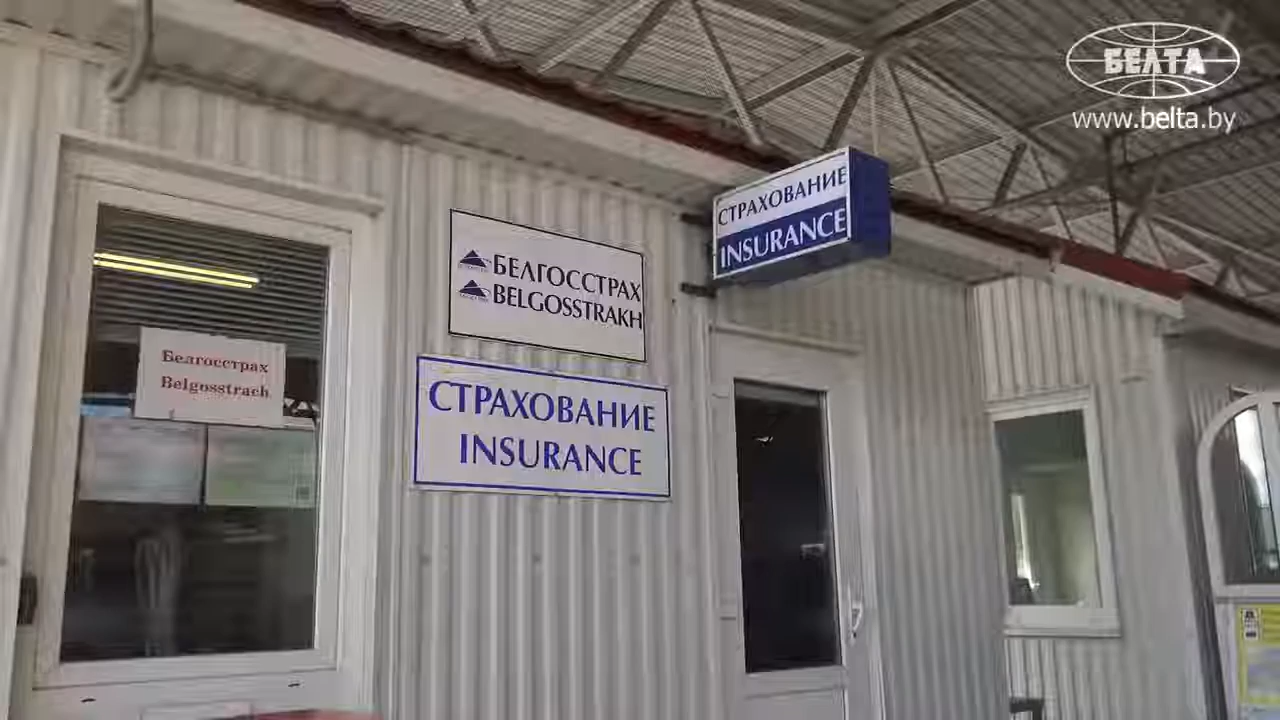 БЕЛТА
www.belta.by
СТРАХОВАНИЕ
INSURANCE
БЕЛГОССТРАХ
BELGOSSTRAKH
Белгосстрах
Belgosstrach
СТРАХОВАНИЕ
INSURANCE